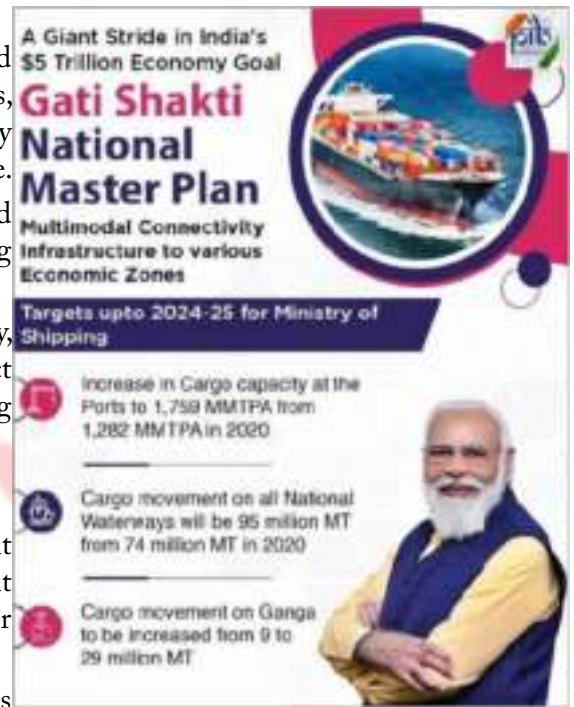 A Giant Stride in India's
$5 Trillion Economy Goal
Gati Shakti
National
Master Plan
Multimodal Connectivity
Infrastructure to various
Economic Zones
Targets upto 2024-25 for Ministry of
Shipping
Increase in Cargo capacity at the
Ports to 1,759 MMTPA from
1,282 MMTPA in 2020
Cargo movement on all National
Waterways will be 95 million MT
from 74 million MT in 2020
Cargo movement on Ganga
to be increased from 9 to
29 million MT